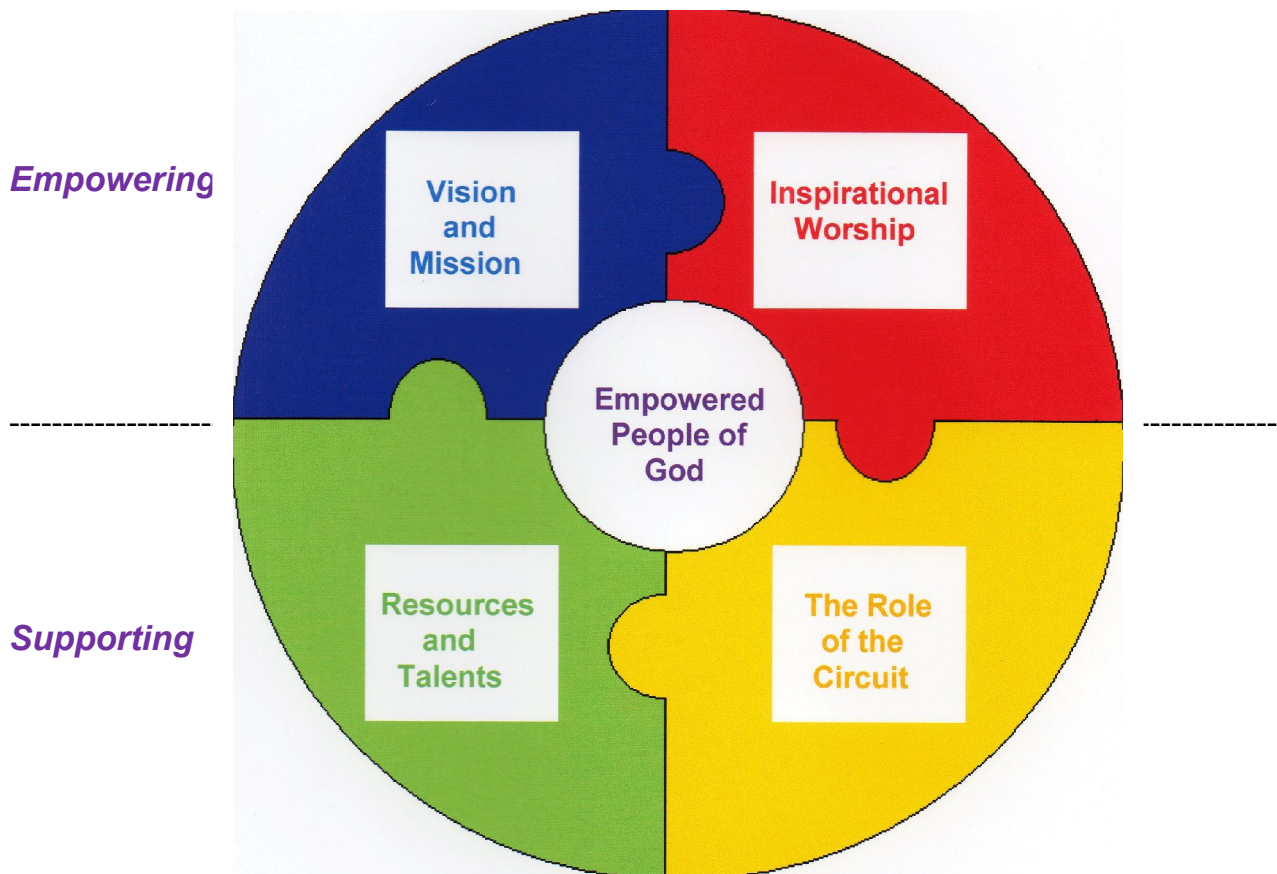 Empowering
Vision
and
Mission
Inspirational
Worship
Empowered
People of
God
Supporting
Resources
and
Talents
The Role
of the
Circuit